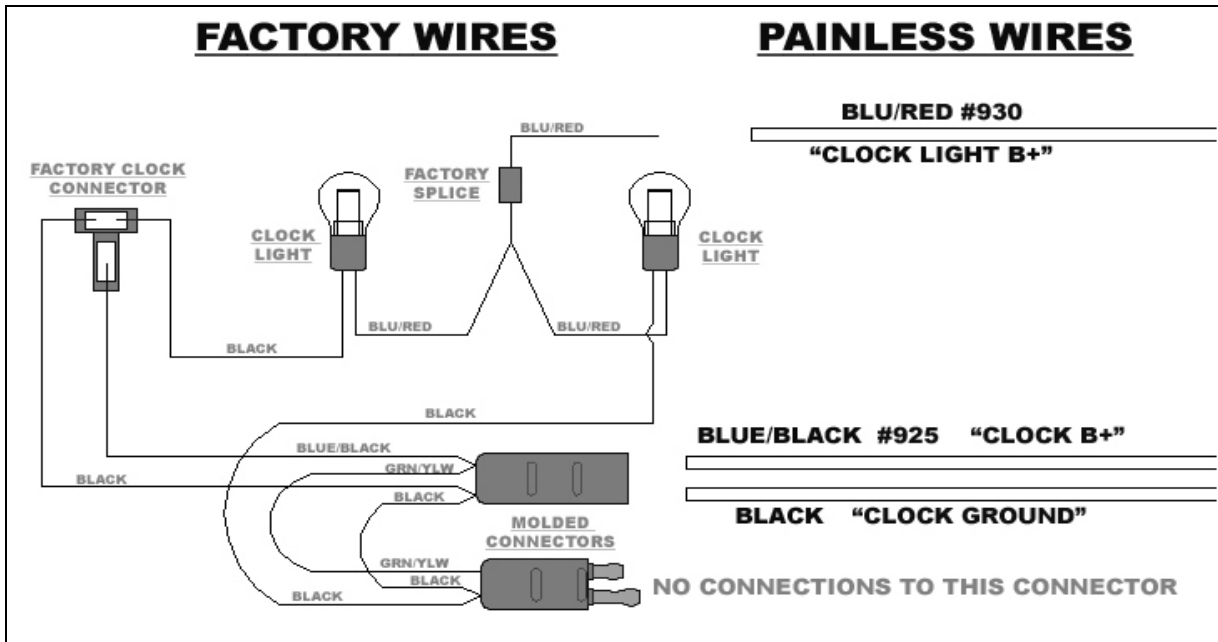 FACTORY WIRES
PAINLESS WIRES
BLU/RED #930
BLU/RED
"CLOCK LIGHT B+"
FACTORY CLOCK
CONNECTOR
FACTORY
SPLICE
CLOCK
LIGHT
CLOCK
LIGHT
BLU/RED
BLU/RED
BLACK
BLACK
BLUE/BLACK #925 "CLOCK B+"
BLUE/BLACK
GRN/YLW
BLACK
BLACK
BLACK "CLOCK GROUND"
MOLDED
CONNECTORS
GRN/YLW
BLACK
BLACK
NO CONNECTIONS TO THIS CONNECTOR